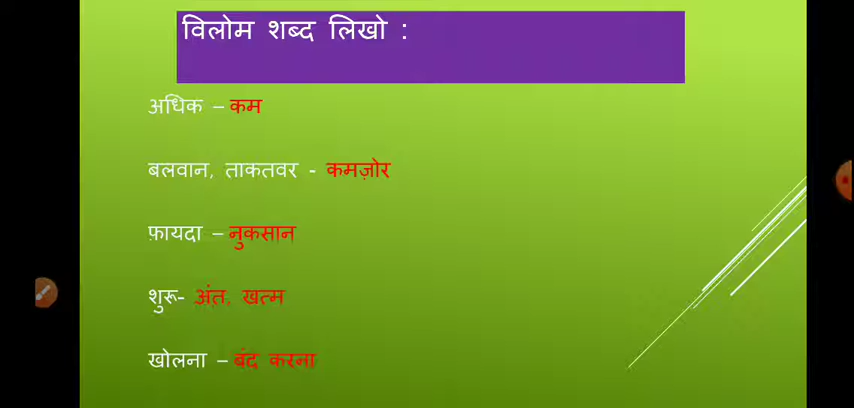 विलोम शब्द लिखो :
अधिक – कम
बलवान, ताकतवर - कमज़ोर
फ़ायदा – नुकसान
शुरू- अंत, खत्म
खोलना – बंद करना